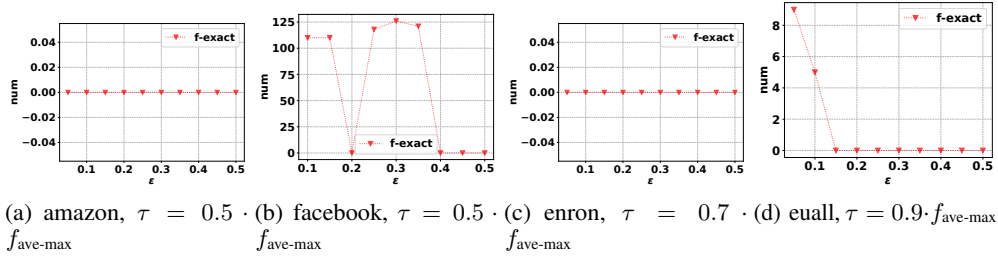 0.04
0.02
0.00
−0.02
−0.04
num
f-exact
0.1 0.2 0.3 0.4 0.5
ε
125
100
75
50
25
0
num
f-exact
0.1 0.2 0.3 0.4 0.5
ε
0.04
0.02
0.00
−0.02
−0.04
num
f-exact
0.1 0.2 0.3 0.4 0.5
ε
8
6
4
2
0
num
f-exact
0.1 0.2 0.3 0.4 0.5
ε
(a) amazon, τ = 0.5 ·
f_ave-max
(b) facebook, τ = 0.5 ·
f_ave-max
(c) enron, τ = 0.7 ·
f_ave-max
(d) euall, τ = 0.9·f_ave-max